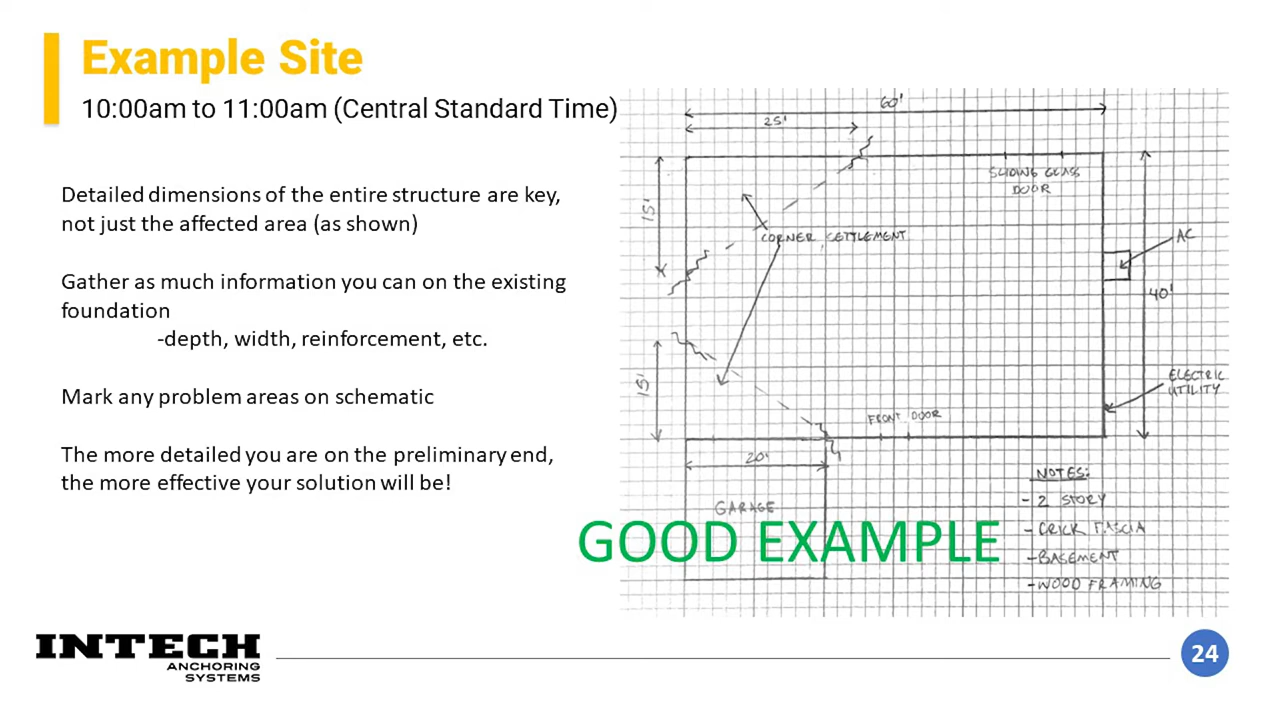 Example Site
10:00am to 11:00am (Central Standard Time)
Detailed dimensions of the entire structure are key,
not just the affected area (as shown)
Gather as much information you can on the existing
foundation
-depth, width, reinforcement, etc.
Mark any problem areas on schematic
The more detailed you are on the preliminary end,
the more effective your solution will be!
60'
25'
SLIDING GLASS
DOOR
15'
CORNER SETTLEMENT
AC
40'
15'
ELECTRIC
UTILITY
FRONT DOOR
20'
NOTES:
- 2 STORY
GARAGE
- CRICK FASCIA
GOOD EXAMPLE
- BASEMENT
- WOOD FRAMING
INTECH
ANCHORING
SYSTEMS
24